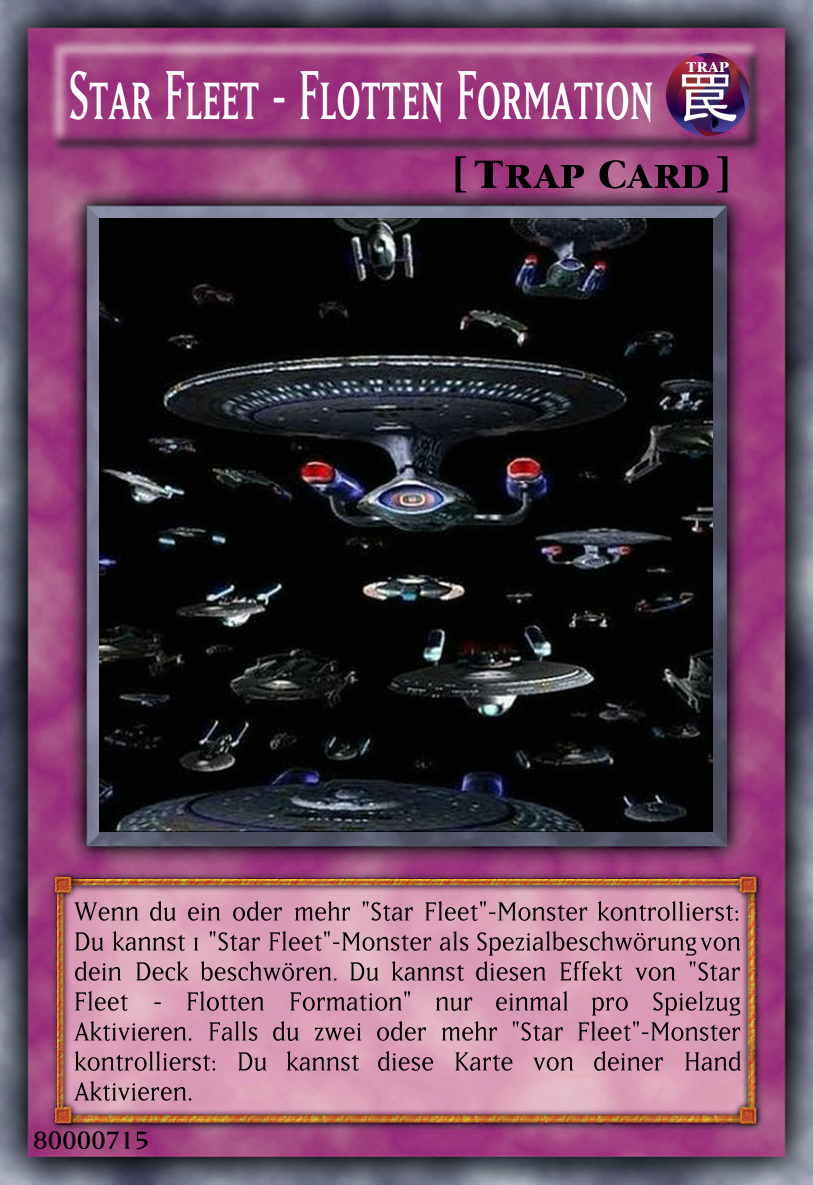 Star Fleet - Flotten Formation
TRAP
罠
[Trap Card]
Wenn du ein oder mehr "Star Fleet"-Monster kontrollierst:
Du kannst 1 "Star Fleet"-Monster als Spezialbeschwörung von
dein Deck beschwören. Du kannst diesen Effekt von "Star
Fleet - Flotten Formation" nur einmal pro Spielzug
Aktivieren. Falls du zwei oder mehr "Star Fleet"-Monster
kontrollierst: Du kannst diese Karte von deiner Hand
Aktivieren.
80000715